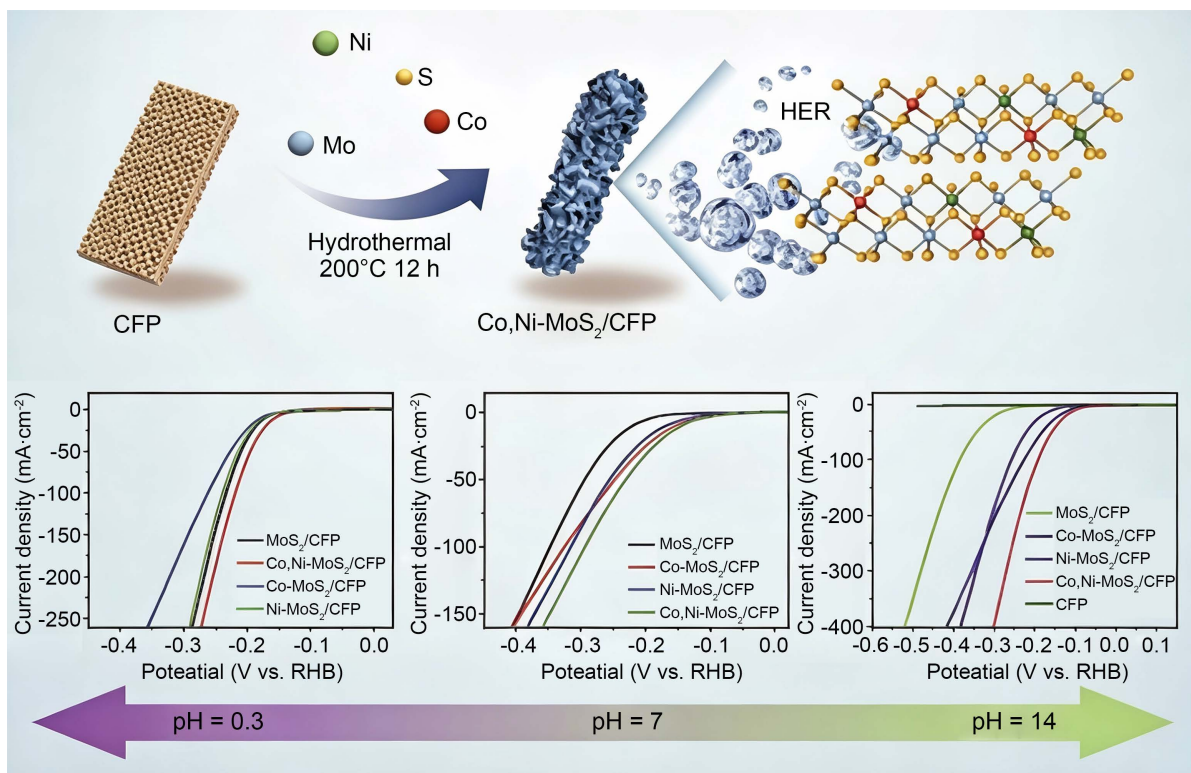 Ni
S
Co
Mo
HER
Hydrothermal
200°C 12 h
CFP
Co,Ni-MoS₂/CFP
Current density (mA·cm⁻²)
0
-50
-100
-150
-200
-250
MoS₂/CFP
Co,Ni-MoS₂/CFP
Co-MoS₂/CFP
Ni-MoS₂/CFP
-0.4 -0.3 -0.2 -0.1 0.0
Poteatial (V vs. RHB)
Current density (mA·cm⁻²)
0
-50
-100
-150
MoS₂/CFP
Co-MoS₂/CFP
Ni-MoS₂/CFP
Co,Ni-MoS₂/CFP
-0.4 -0.3 -0.2 -0.1 0.0
Poteatial (V vs. RHB)
Current density (mA·cm⁻²)
0
-100
-200
-300
-400
MoS₂/CFP
Co-MoS₂/CFP
Ni-MoS₂/CFP
Co,Ni-MoS₂/CFP
CFP
-0.6 -0.5 -0.4 -0.3 -0.2 -0.1 0.0 0.1
Poteatial (V vs. RHB)
pH = 0.3
pH = 7
pH = 14